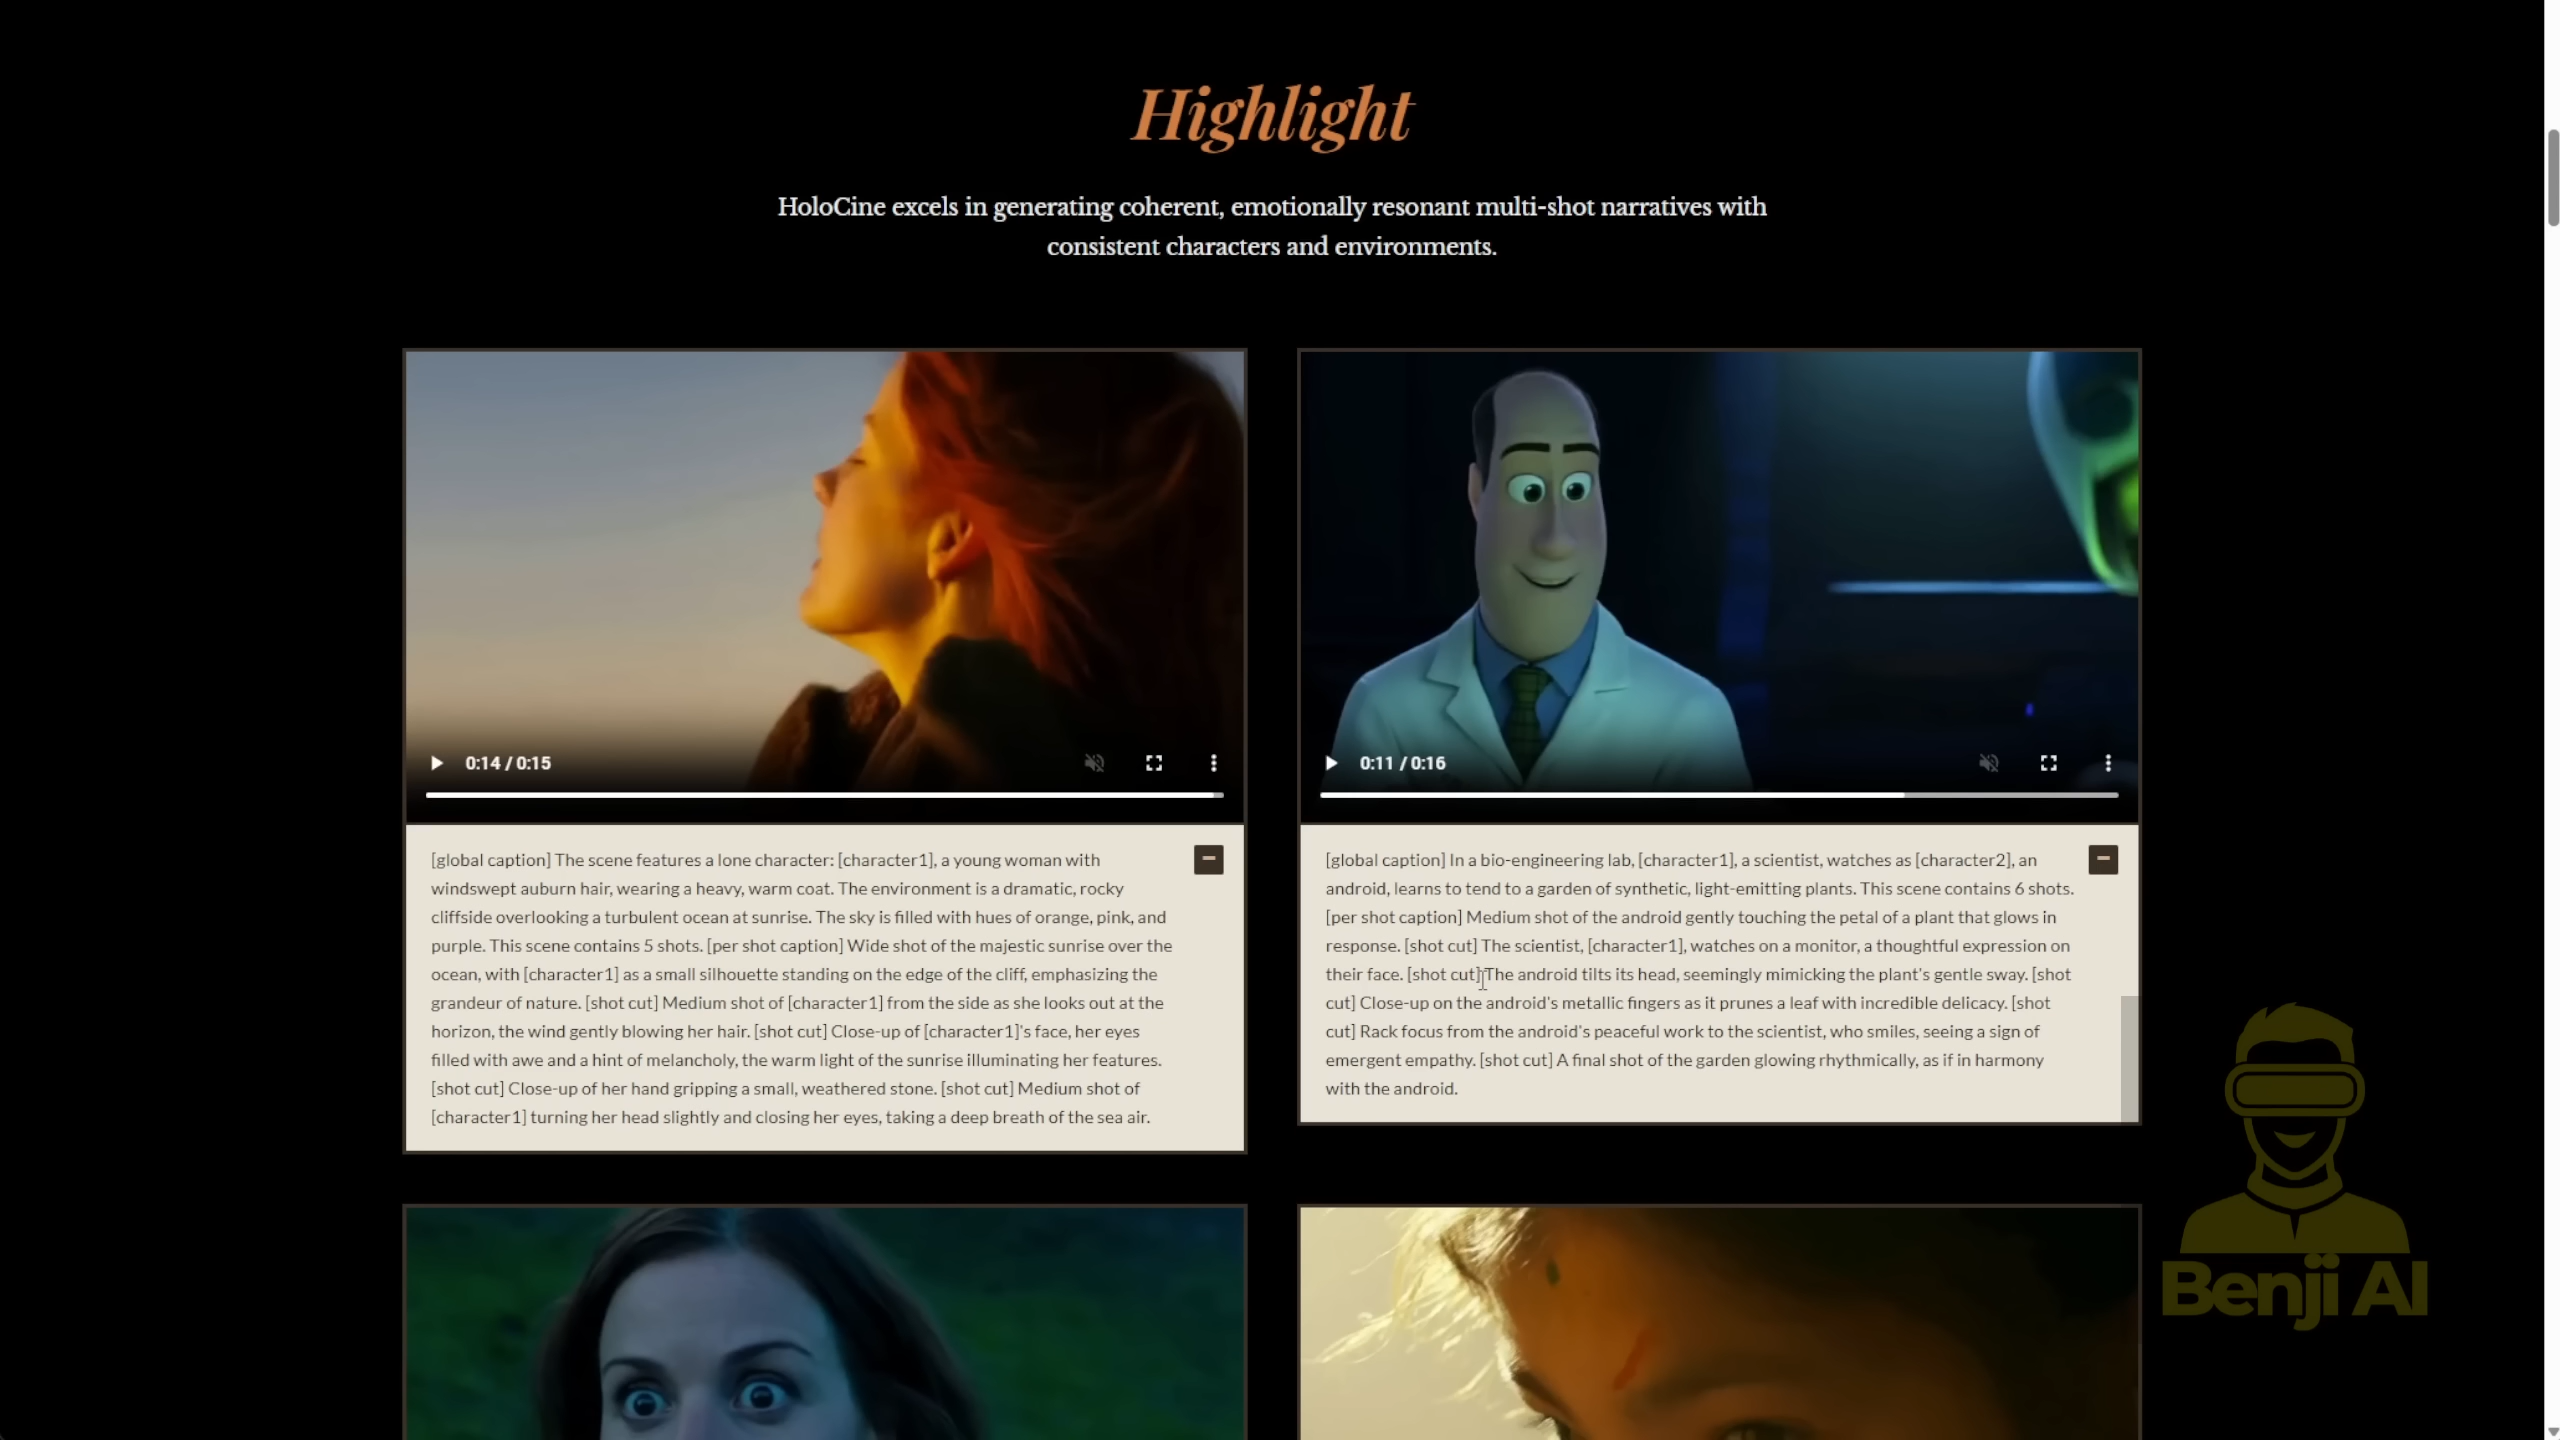 Highlight
HoloCine excels in generating coherent, emotionally resonant multi-shot narratives with
consistent characters and environments.
0:14 / 0:15
0:11 / 0:16
[global caption] The scene features a lone character: [character1], a young woman with
windswept auburn hair, wearing a heavy, warm coat. The environment is a dramatic, rocky
cliffside overlooking a turbulent ocean at sunrise. The sky is filled with hues of orange, pink, and
purple. This scene contains 5 shots. [per shot caption] Wide shot of the majestic sunrise over the
ocean, with [character1] as a small silhouette standing on the edge of the cliff, emphasizing the
grandeur of nature. [shot cut] Medium shot of [character1] from the side as she looks out at the
horizon, the wind gently blowing her hair. [shot cut] Close-up of [character1]'s face, her eyes
filled with awe and a hint of melancholy, the warm light of the sunrise illuminating her features.
[shot cut] Close-up of her hand gripping a small, weathered stone. [shot cut] Medium shot of
[character1] turning her head slightly and closing her eyes, taking a deep breath of the sea air.
[global caption] In a bio-engineering lab, [character1], a scientist, watches as [character2], an
android, learns to tend to a garden of synthetic, light-emitting plants. This scene contains 6 shots.
[per shot caption] Medium shot of the android gently touching the petal of a plant that glows in
response. [shot cut] The scientist, [character1], watches on a monitor, a thoughtful expression on
their face. [shot cut] The android tilts its head, seemingly mimicking the plant's gentle sway. [shot
cut] Close-up on the android's metallic fingers as it prunes a leaf with incredible delicacy. [shot
cut] Rack focus from the android's peaceful work to the scientist, who smiles, seeing a sign of
emergent empathy. [shot cut] A final shot of the garden glowing rhythmically, as if in harmony
with the android.
Benji AI